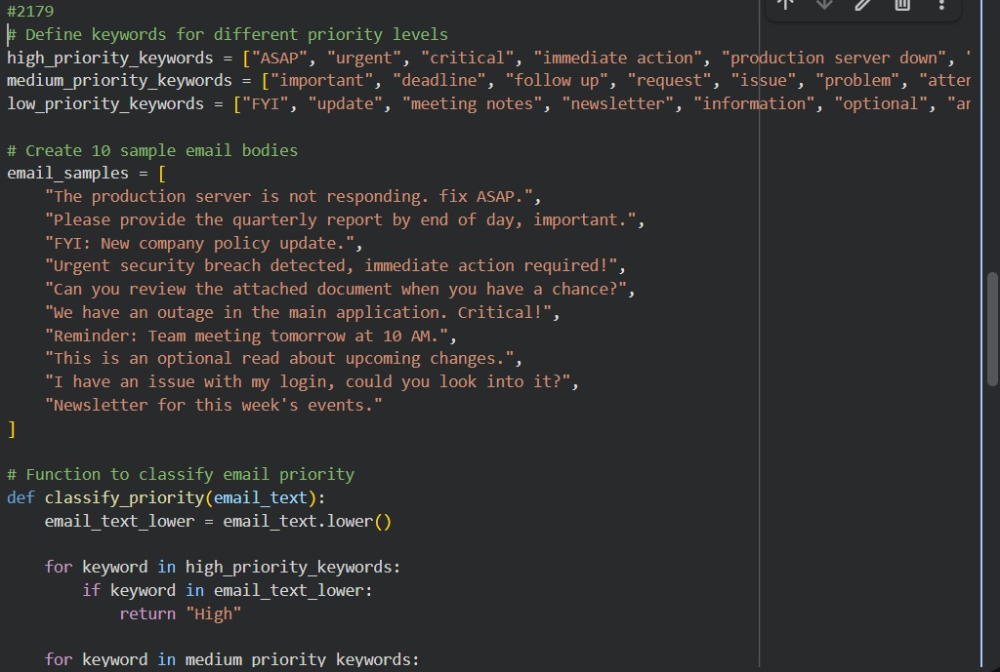 #2179
# Define keywords for different priority levels
high_priority_keywords = ["ASAP", "urgent", "critical", "immediate action", "production server down", "
medium_priority_keywords = ["important", "deadline", "follow up", "request", "issue", "problem", "atter
low_priority_keywords = ["FYI", "update", "meeting notes", "newsletter", "information", "optional", "ar

# Create 10 sample email bodies
email_samples = [
    "The production server is not responding. fix ASAP.",
    "Please provide the quarterly report by end of day, important.",
    "FYI: New company policy update.",
    "Urgent security breach detected, immediate action required!",
    "Can you review the attached document when you have a chance?",
    "We have an outage in the main application. Critical!",
    "Reminder: Team meeting tomorrow at 10 AM.",
    "This is an optional read about upcoming changes.",
    "I have an issue with my login, could you look into it?",
    "Newsletter for this week's events."
]

# Function to classify email priority
def classify_priority(email_text):
    email_text_lower = email_text.lower()

    for keyword in high_priority_keywords:
        if keyword in email_text_lower:
            return "High"

    for keyword in medium_priority_keywords: